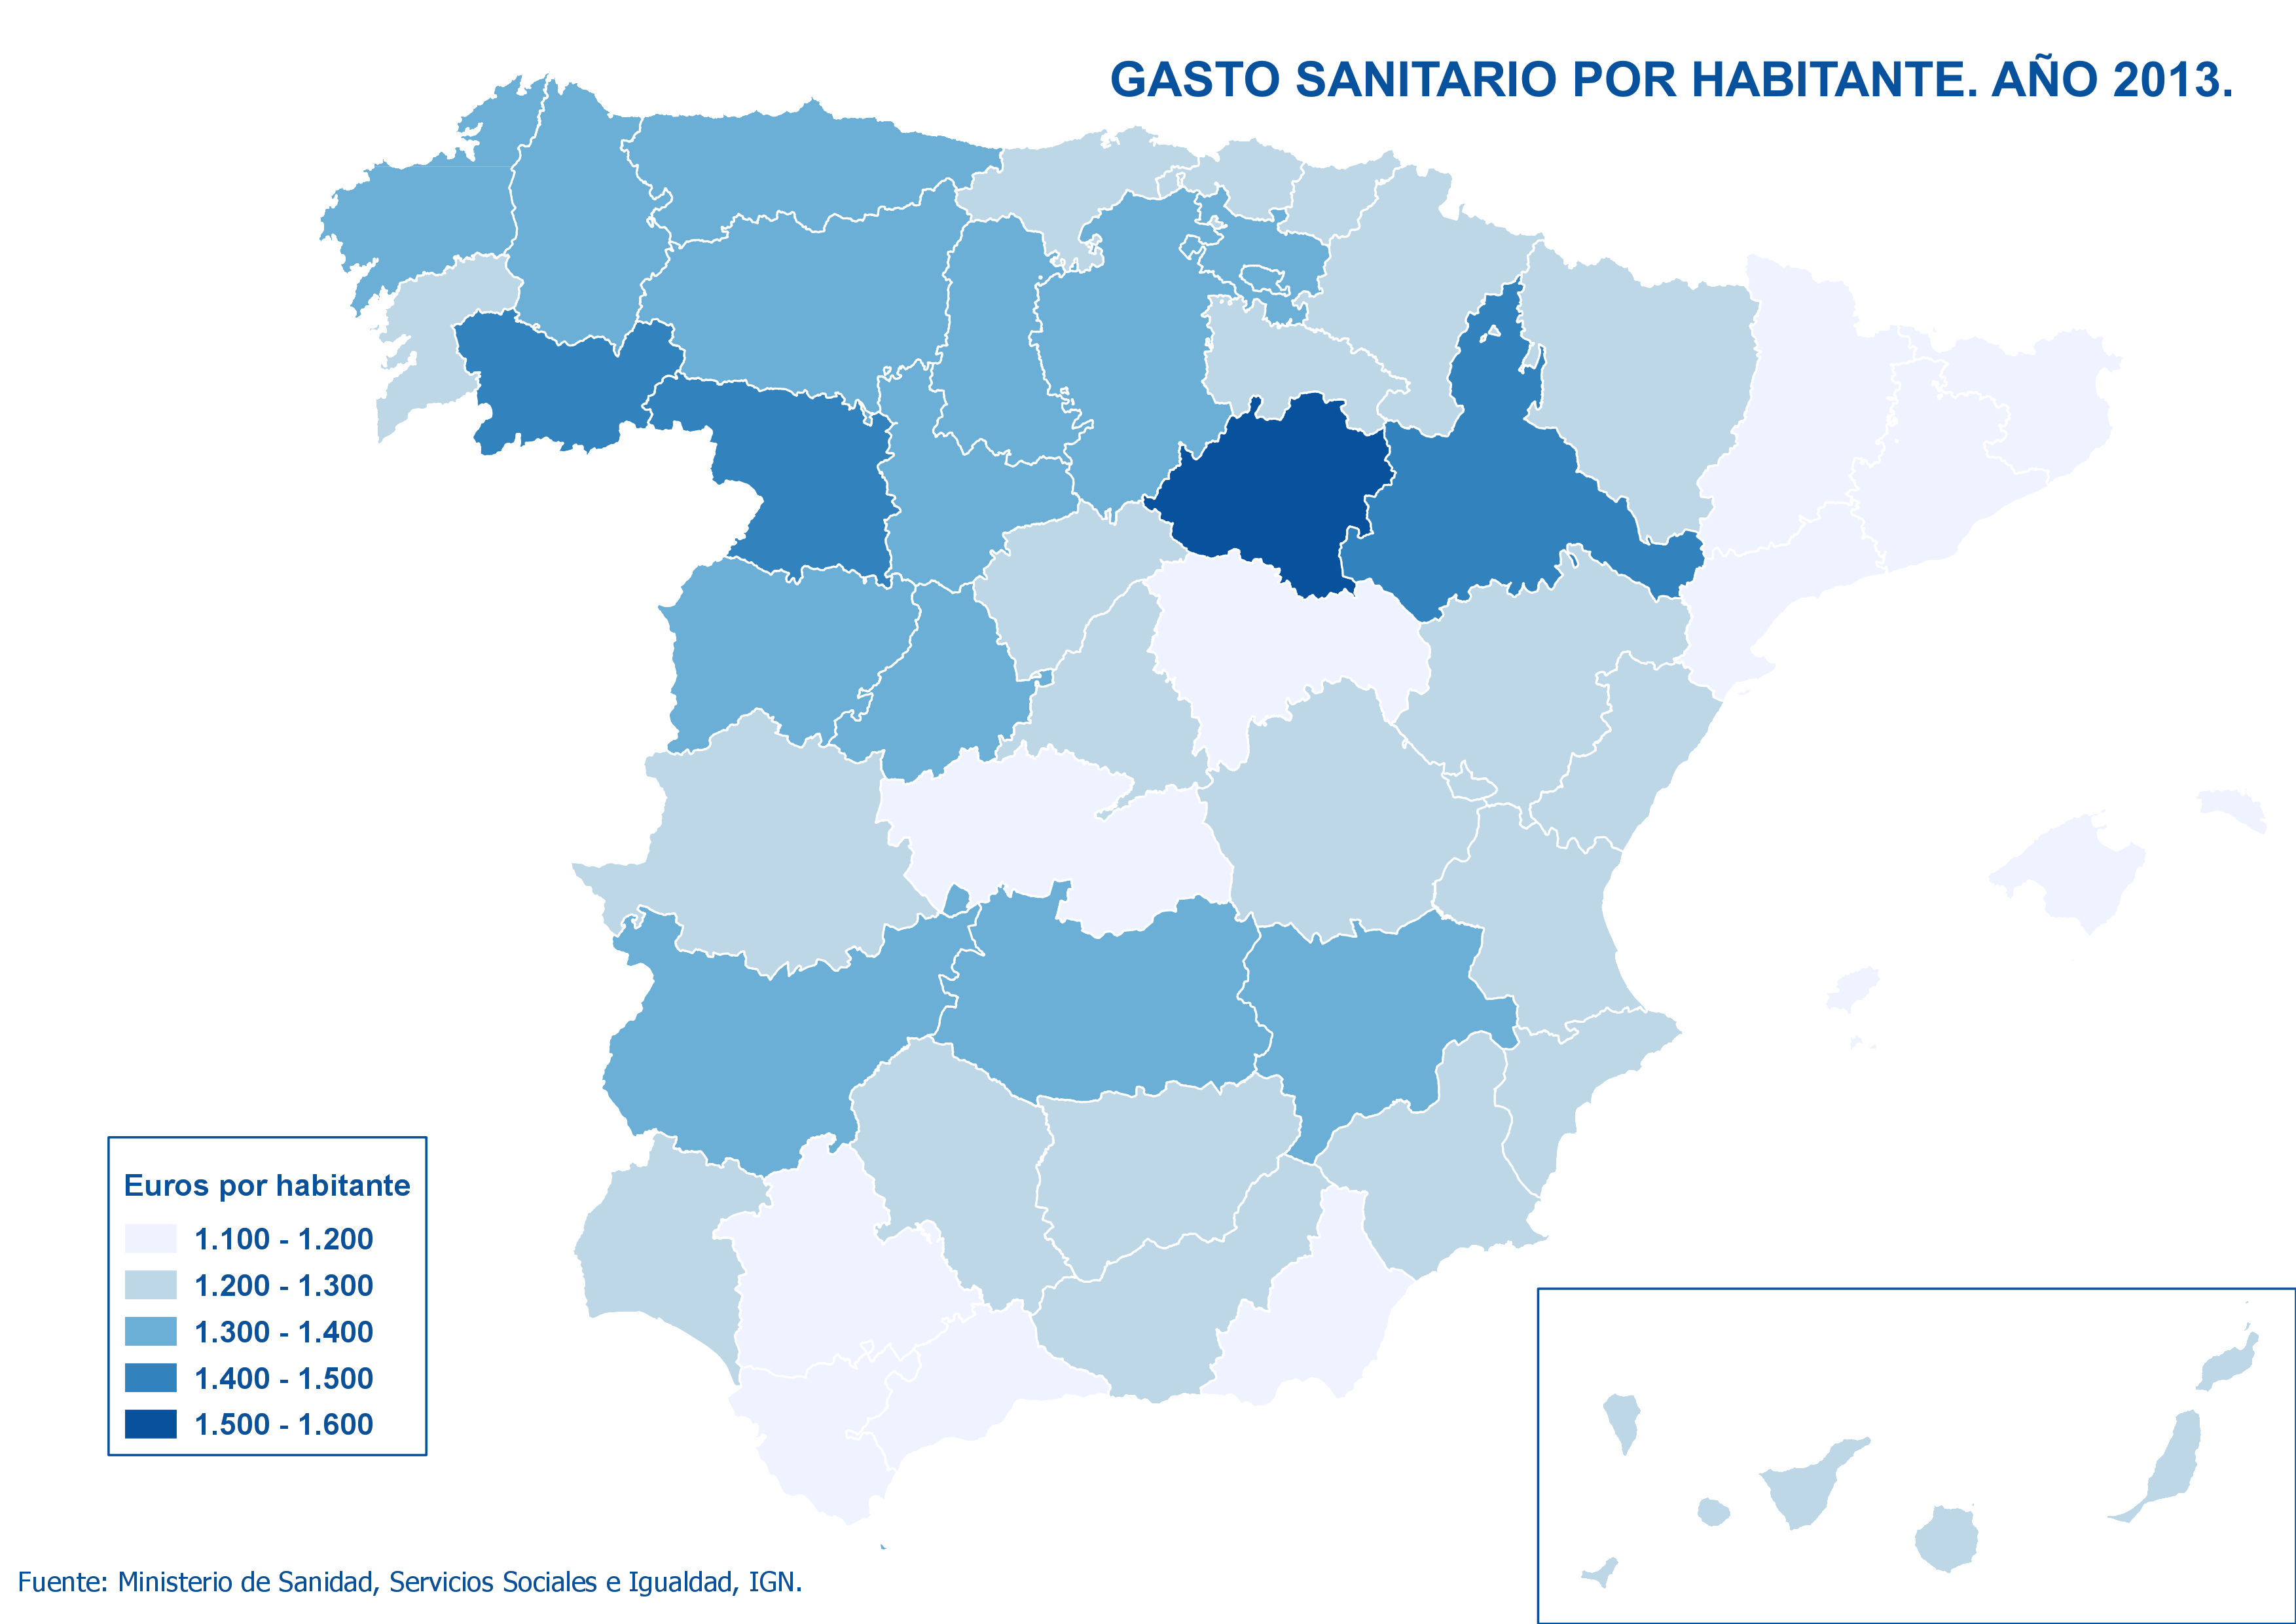 GASTO SANITARIO POR HABITANTE. AÑO 2013.
Euros por habitante
1.100 - 1.200
1.200 - 1.300
1.300 - 1.400
1.400 - 1.500
1.500 - 1.600
Fuente: Ministerio de Sanidad, Servicios Sociales e Igualdad, IGN.